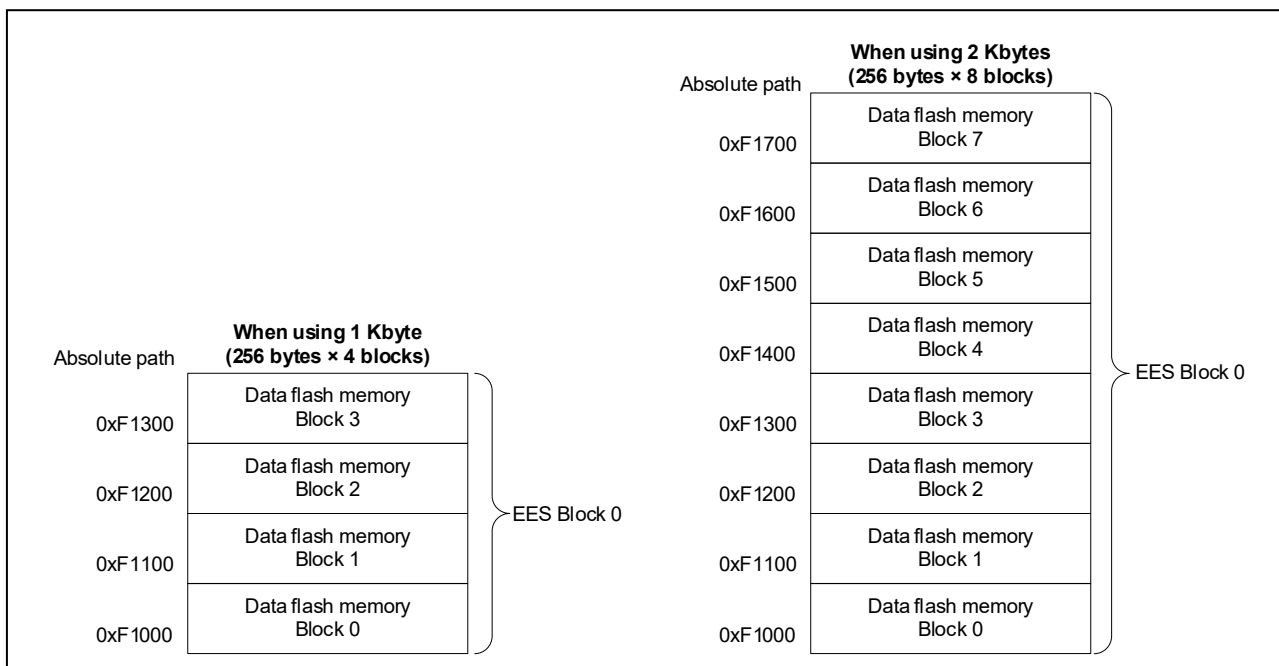 When using 1 Kbyte
(256 bytes × 4 blocks)
Absolute path
0xF1300
Data flash memory
Block 3
0xF1200
Data flash memory
Block 2
0xF1100
Data flash memory
Block 1
0xF1000
Data flash memory
Block 0
EES Block 0
When using 2 Kbytes
(256 bytes × 8 blocks)
Absolute path
0xF1700
Data flash memory
Block 7
0xF1600
Data flash memory
Block 6
0xF1500
Data flash memory
Block 5
0xF1400
Data flash memory
Block 4
0xF1300
Data flash memory
Block 3
0xF1200
Data flash memory
Block 2
0xF1100
Data flash memory
Block 1
0xF1000
Data flash memory
Block 0
EES Block 0